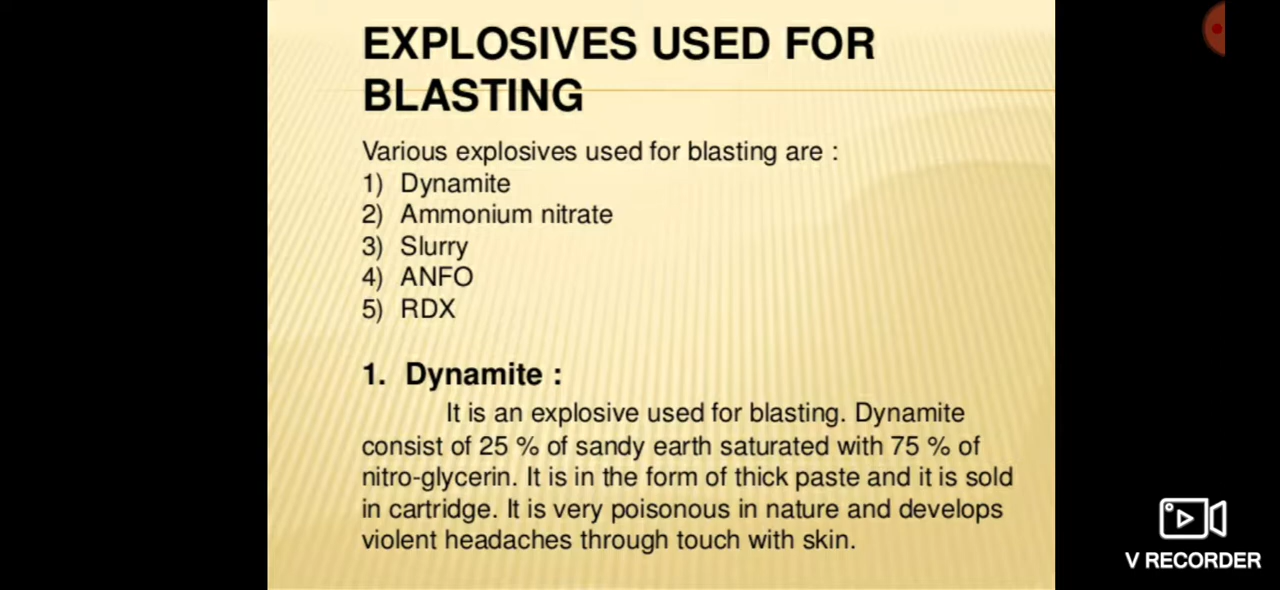 EXPLOSIVES USED FOR
BLASTING
Various explosives used for blasting are :
1) Dynamite
2) Ammonium nitrate
3) Slurry
4) ANFO
5) RDX
1. Dynamite :
It is an explosive used for blasting. Dynamite
consist of 25 % of sandy earth saturated with 75 % of
nitro-glycerin. It is in the form of thick paste and it is sold
in cartridge. It is very poisonous in nature and develops
violent headaches through touch with skin.
V RECORDER